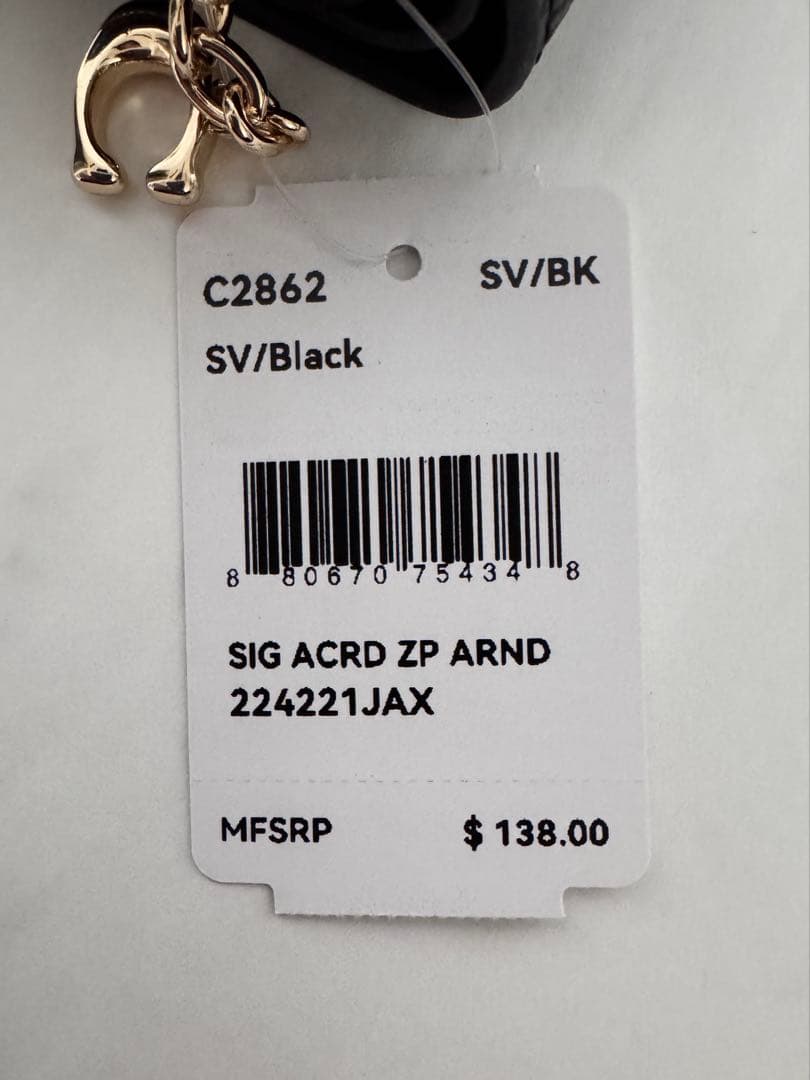 C2862 SV/BK
SV/Black
8 80670 75434 8
SIG ACRD ZP ARND
224221JAX
MFSRP $ 138.00